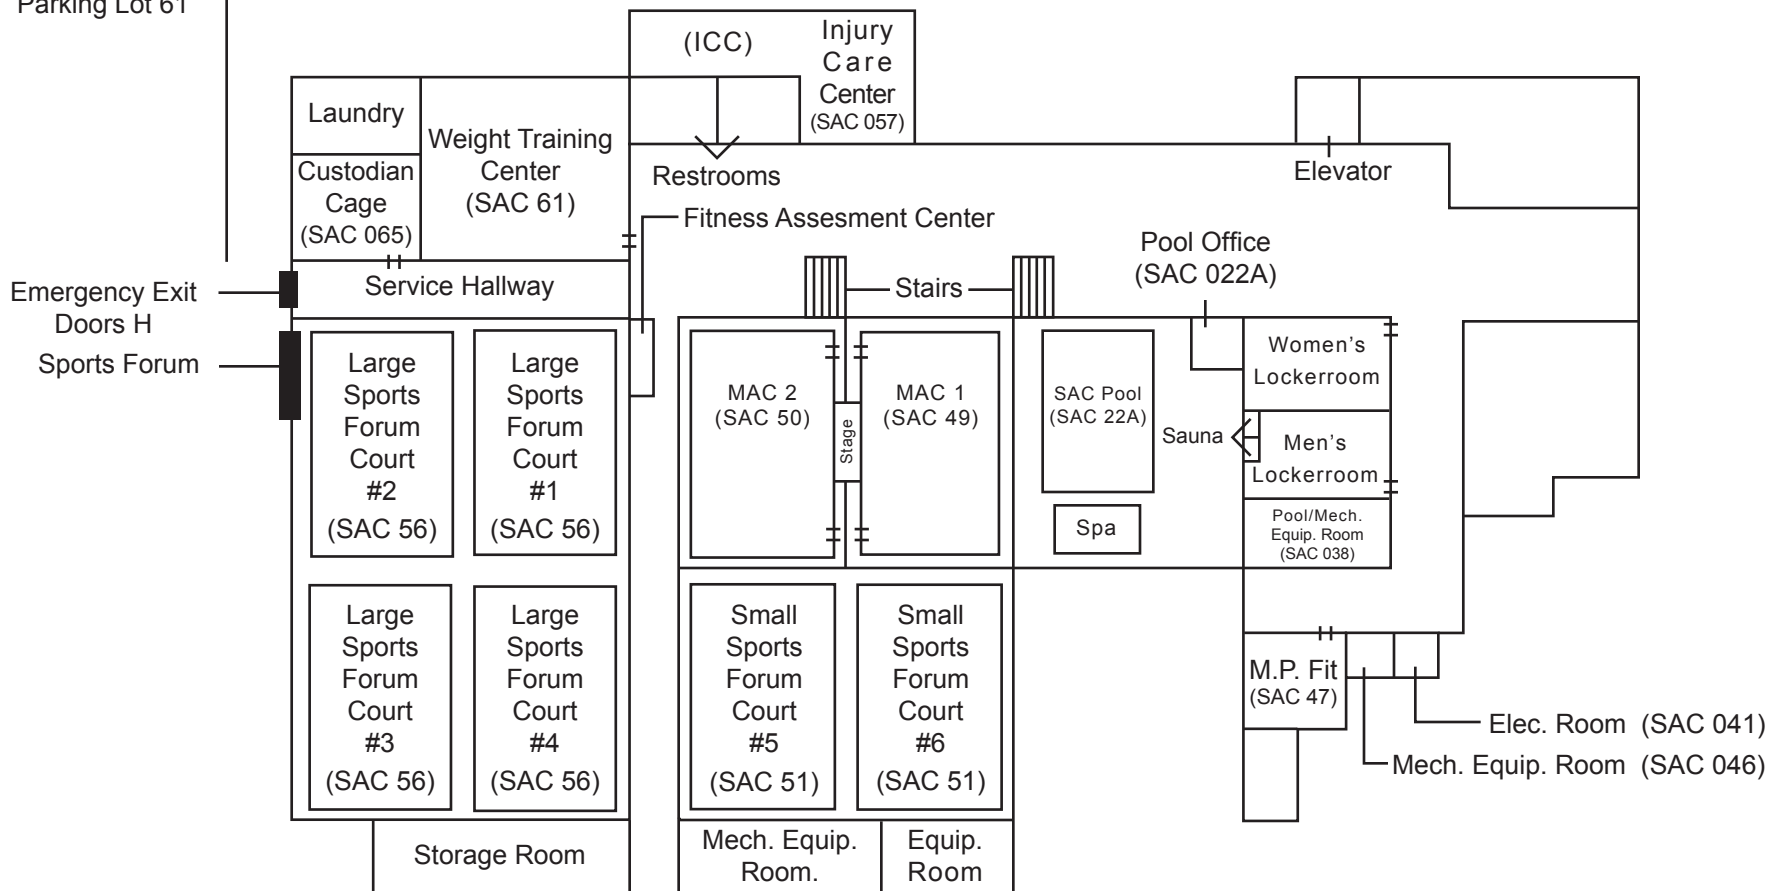 Parking Lot 61
(ICC)
Injury
Care
Center
(SAC 057)
Laundry
Custodian
Cage
(SAC 065)
Weight Training
Center
(SAC 61)
Restrooms
Elevator
Fitness Assesment Center
Pool Office
(SAC 022A)
Emergency Exit
Doors H
Sports Forum
Service Hallway
Stairs
Large
Sports
Forum
Court
#2
(SAC 56)
Large
Sports
Forum
Court
#1
(SAC 56)
MAC 2
(SAC 50)
Stage
MAC 1
(SAC 49)
SAC Pool
(SAC 22A)
Spa
Sauna
Women's
Lockerroom
Men's
Lockerroom
Pool/Mech.
Equip. Room
(SAC 038)
Large
Sports
Forum
Court
#3
(SAC 56)
Large
Sports
Forum
Court
#4
(SAC 56)
Small
Sports
Forum
Court
#5
(SAC 51)
Small
Sports
Forum
Court
#6
(SAC 51)
M.P. Fit
(SAC 47)
Elec. Room (SAC 041)
Mech. Equip. Room (SAC 046)
Storage Room
Mech. Equip.
Room.
Equip.
Room